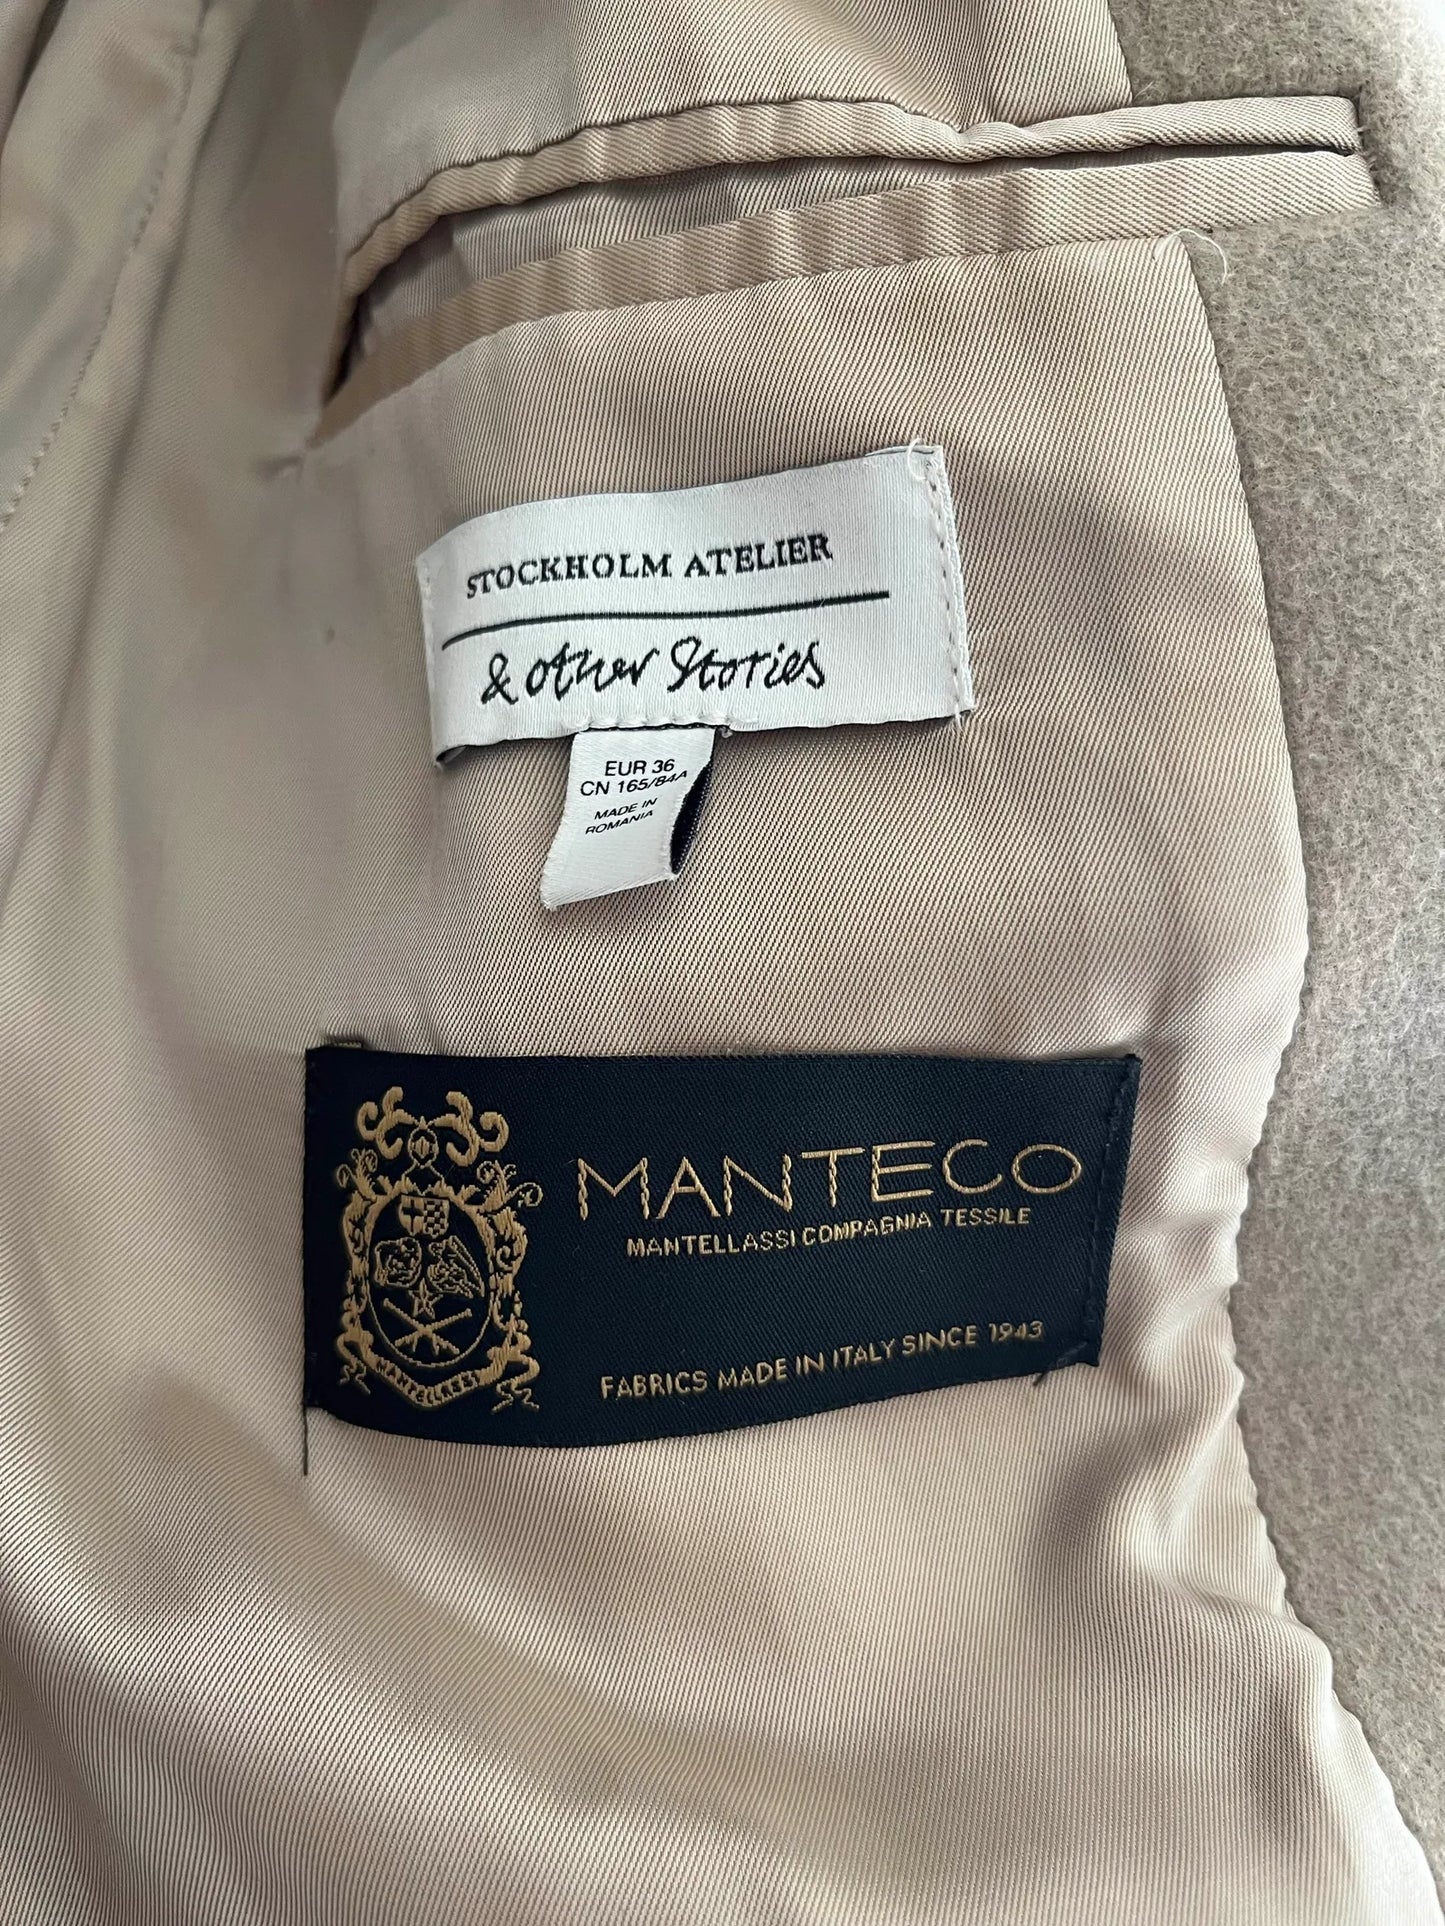 STOCKHOLM ATELIER
& other Stories
EUR 36
CN 165/84A
MADE IN
ROMANIA
MANTECO
MANTELLASSI COMPAGNIA TESSILE
FABRICS MADE IN ITALY SINCE 1943
MANTELLASSI